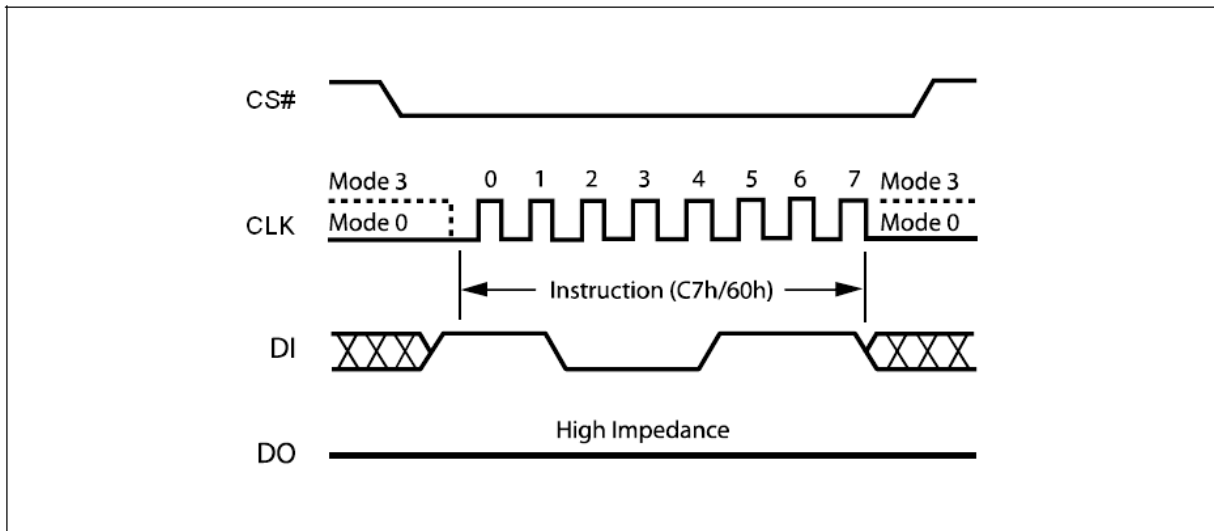 CS#
Mode 3 0 1 2 3 4 5 6 7 Mode 3
CLK Mode 0 Mode 0
Instruction (C7h/60h)
DI
High Impedance
DO